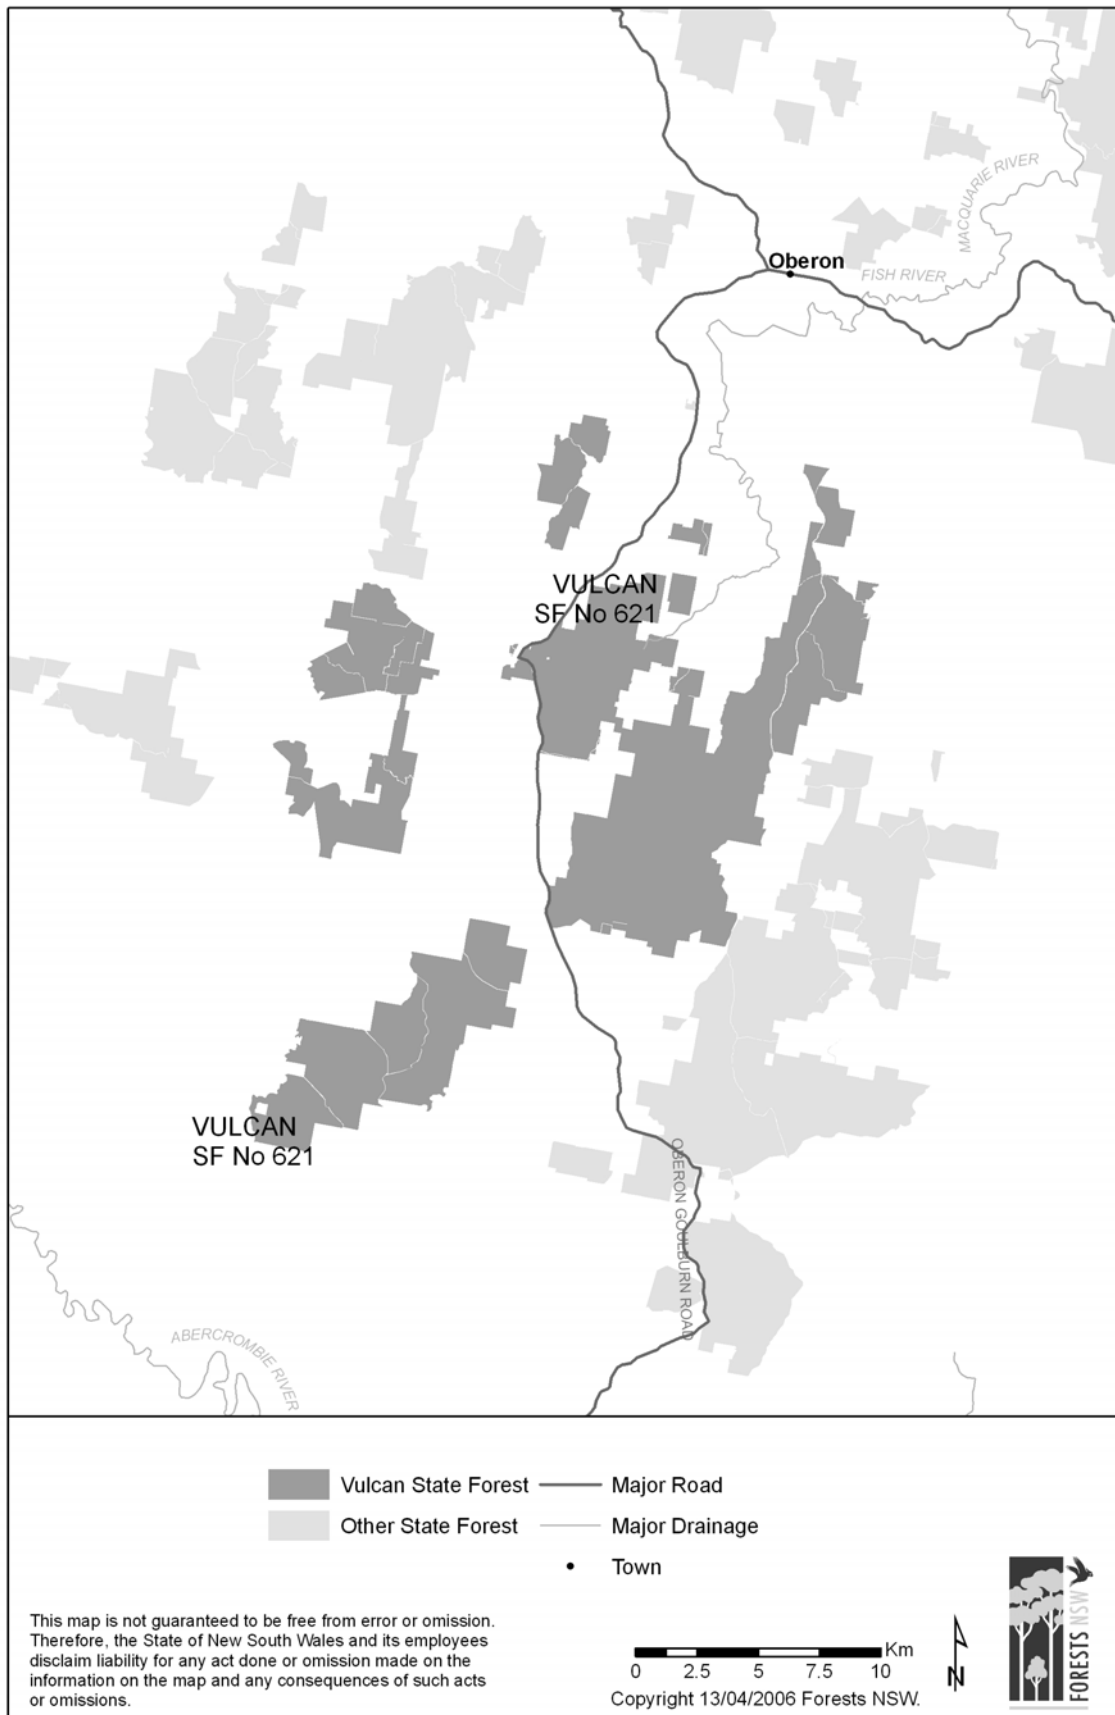 MACQUARIE RIVER
Oberon
FISH RIVER
VULCAN
SF No 621
VULCAN
SF No 621
OBERON GOULBURN ROAD
ABERCROMBIE RIVER
Vulcan State Forest
Major Road
Other State Forest
Major Drainage
Town
This map is not guaranteed to be free from error or omission.
Therefore, the State of New South Wales and its employees
disclaim liability for any act done or omission made on the
information on the map and any consequences of such acts
or omissions.
Km
0 2.5 5 7.5 10
Copyright 13/04/2006 Forests NSW.
N
FORESTS NSW